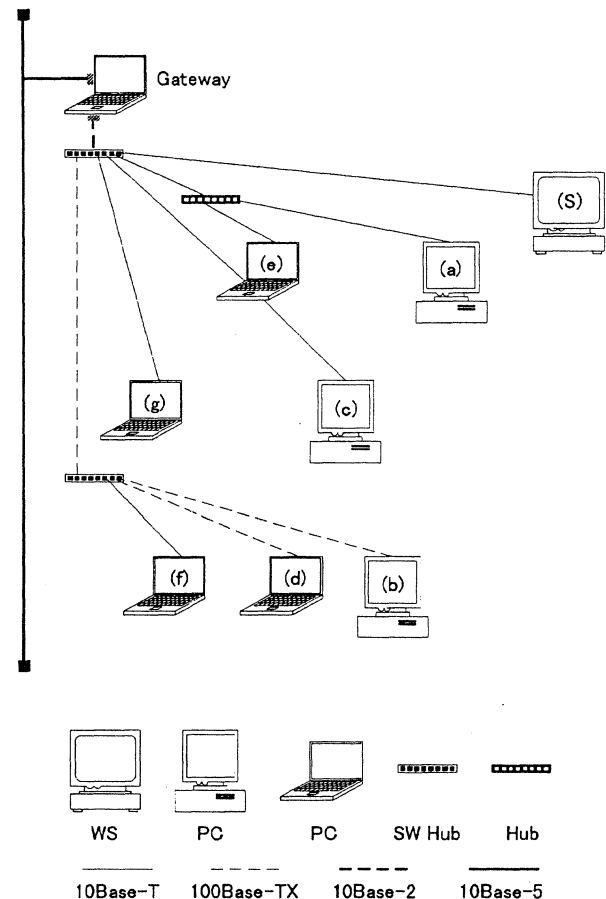 Gateway
(S)
(e)
(a)
(g)
(c)
(f)
(d)
(b)
WS PC PC SW Hub Hub
10Base-T 100Base-TX 10Base-2 10Base-5